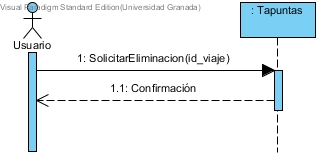 Visual Paradigm Standard Edition(Universidad Granada)
: Tapuntas
Usuario
1: SolicitarEliminacion(id_viaje)
1.1: Confirmación